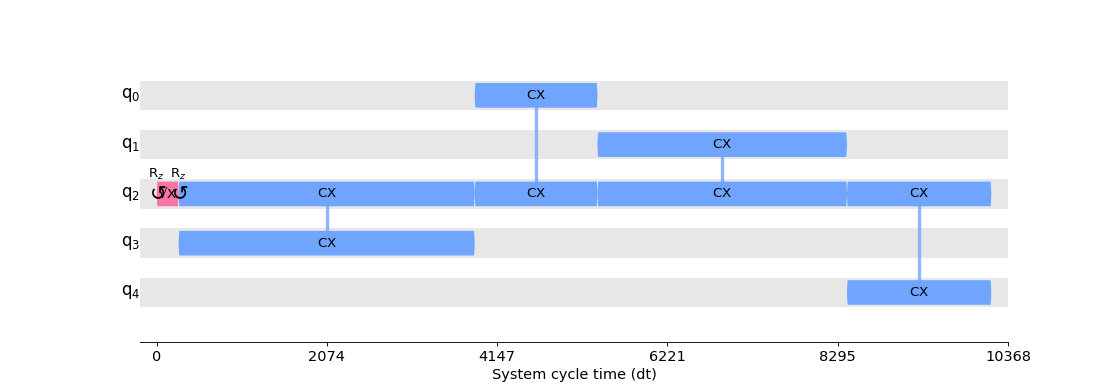 q0 CX
q1 CX
Rz Rz
q2 CX CX CX CX
q3 CX
q4 CX
0 2074 4147 6221 8295 10368
System cycle time (dt)